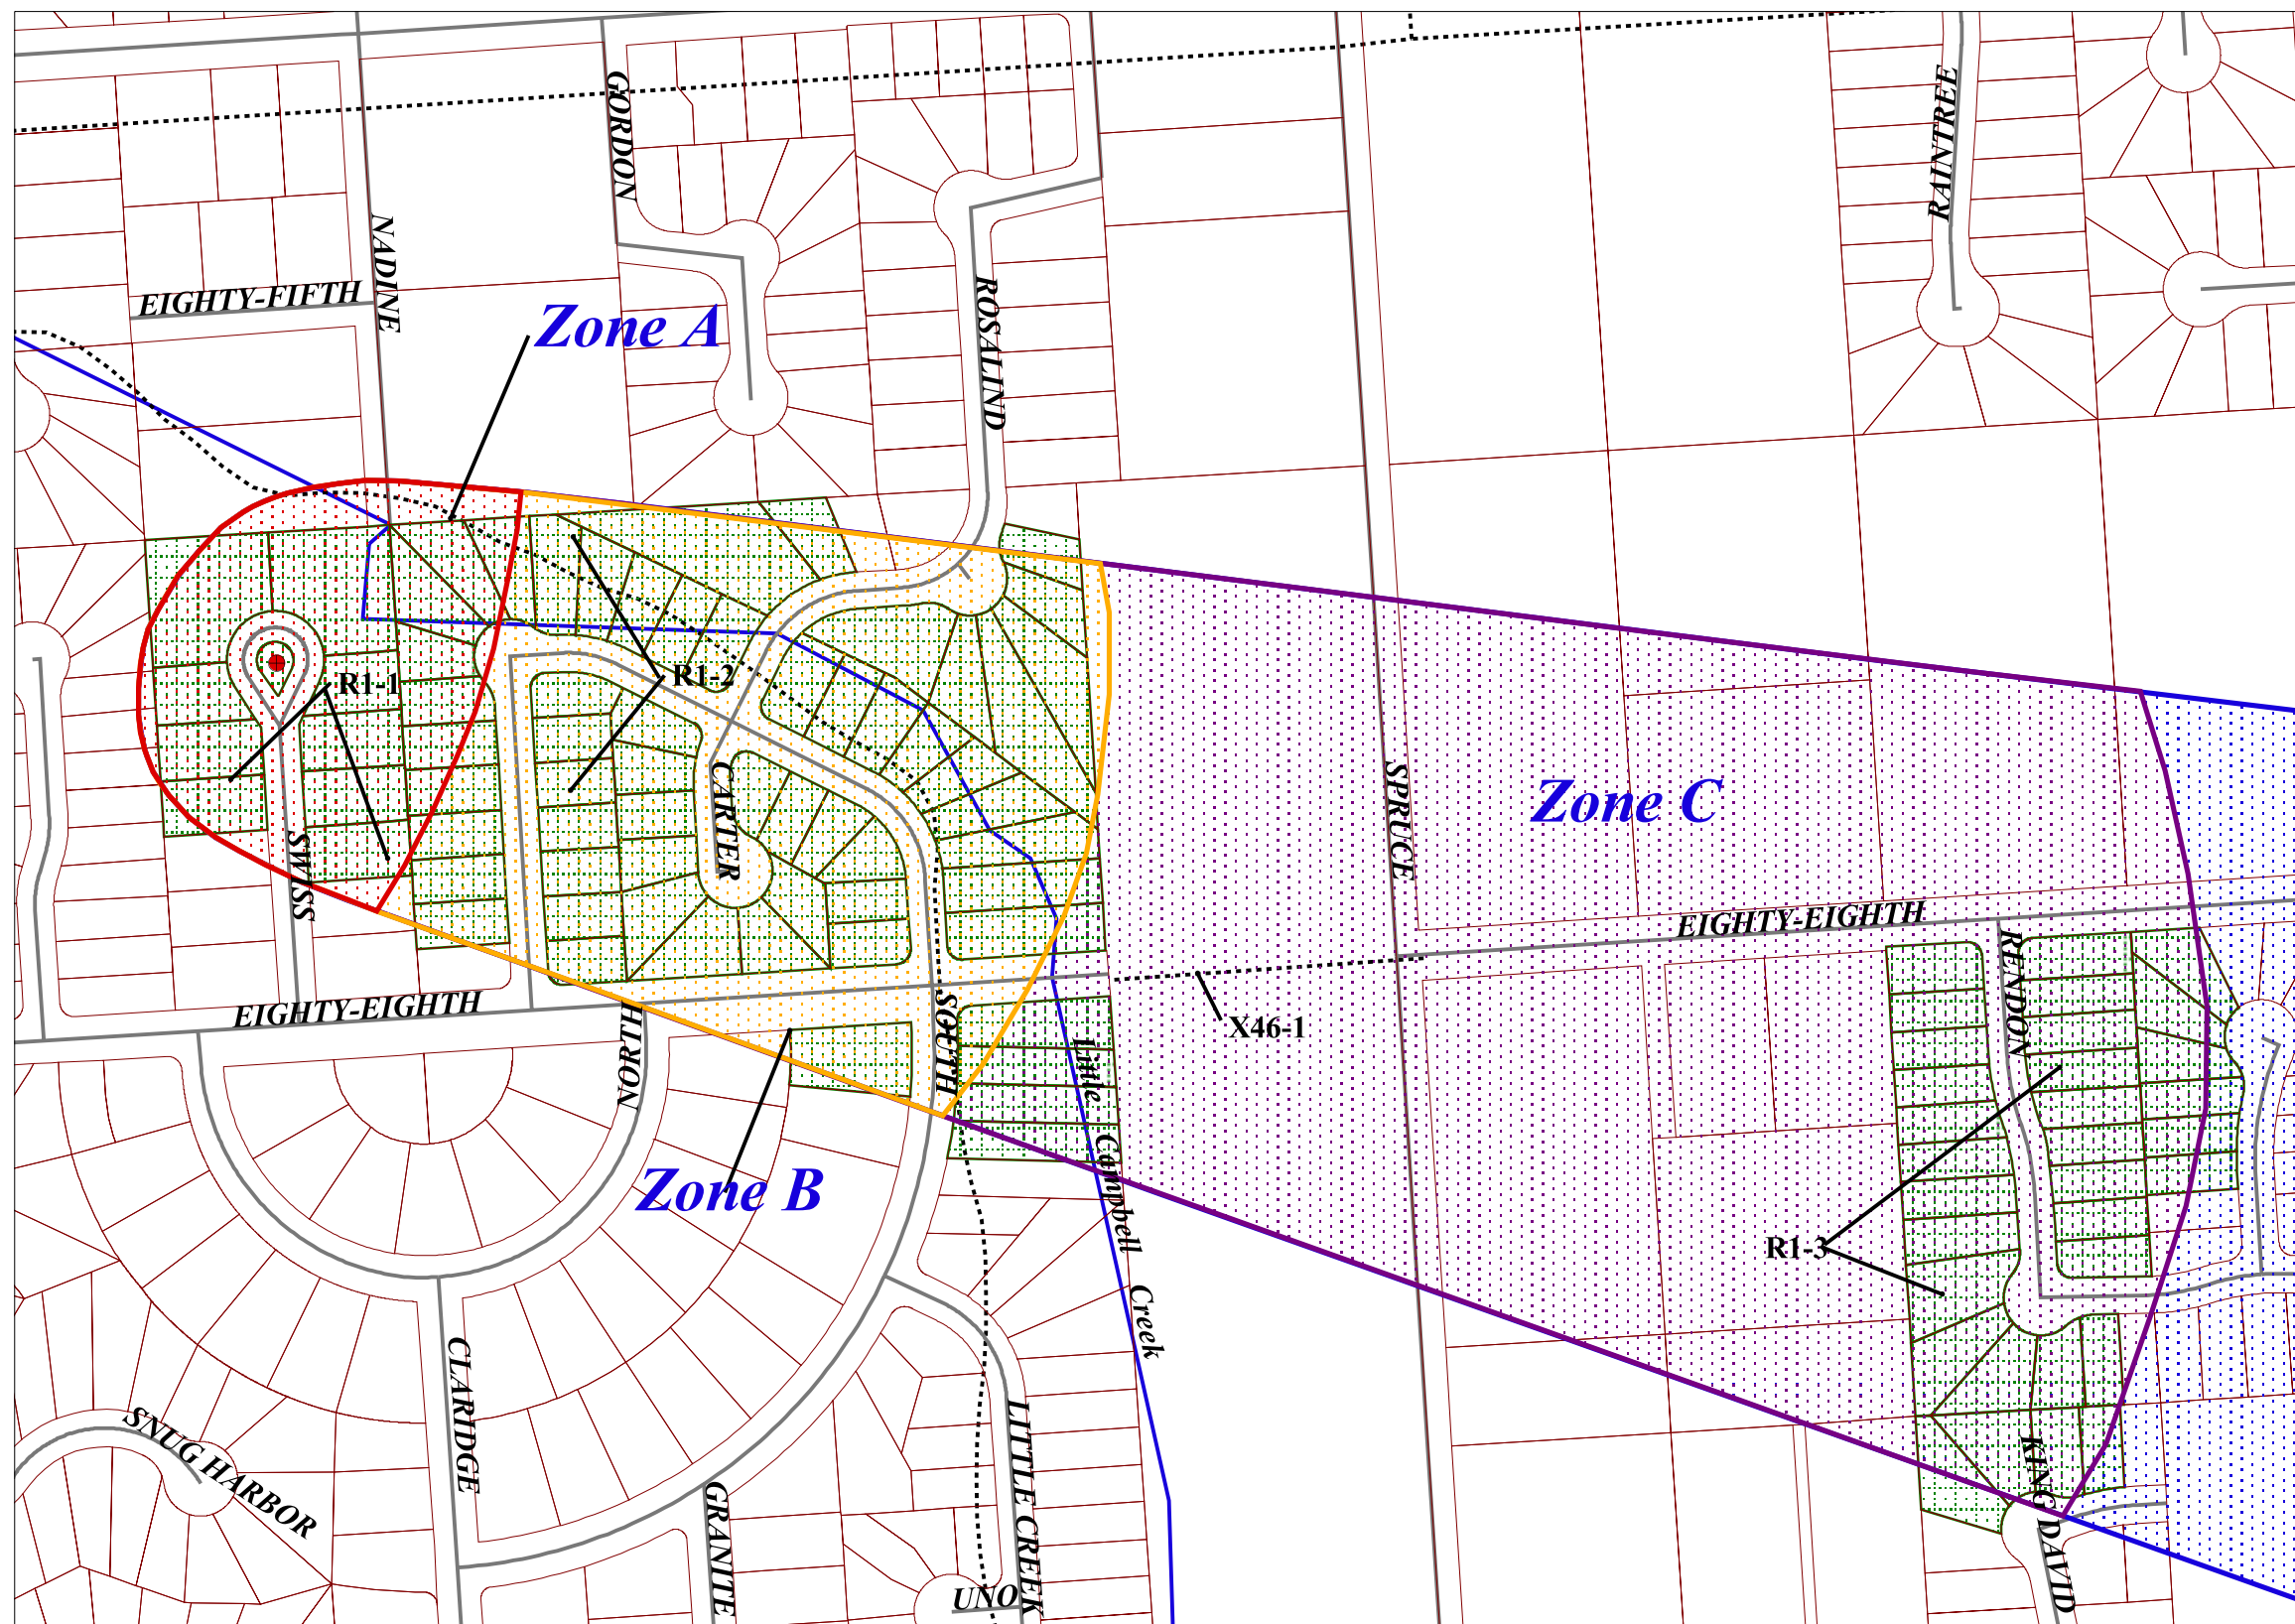 GORDON
RAINTREE
NADINE
EIGHTY-FIFTH
ROSALIND
Zone A
R1-1
R1-2
CARTER
SPRUCE
Zone C
SWISS
EIGHTY-EIGHTH
EIGHTY-EIGHTH
RENDON
NORTH
SOUTH
X46-1
Little Campbell Creek
Zone B
R1-3
CLARIDGE
SNUG HARBOR
LITTLE CREEK
GRANITE
KING DAVID
UNO